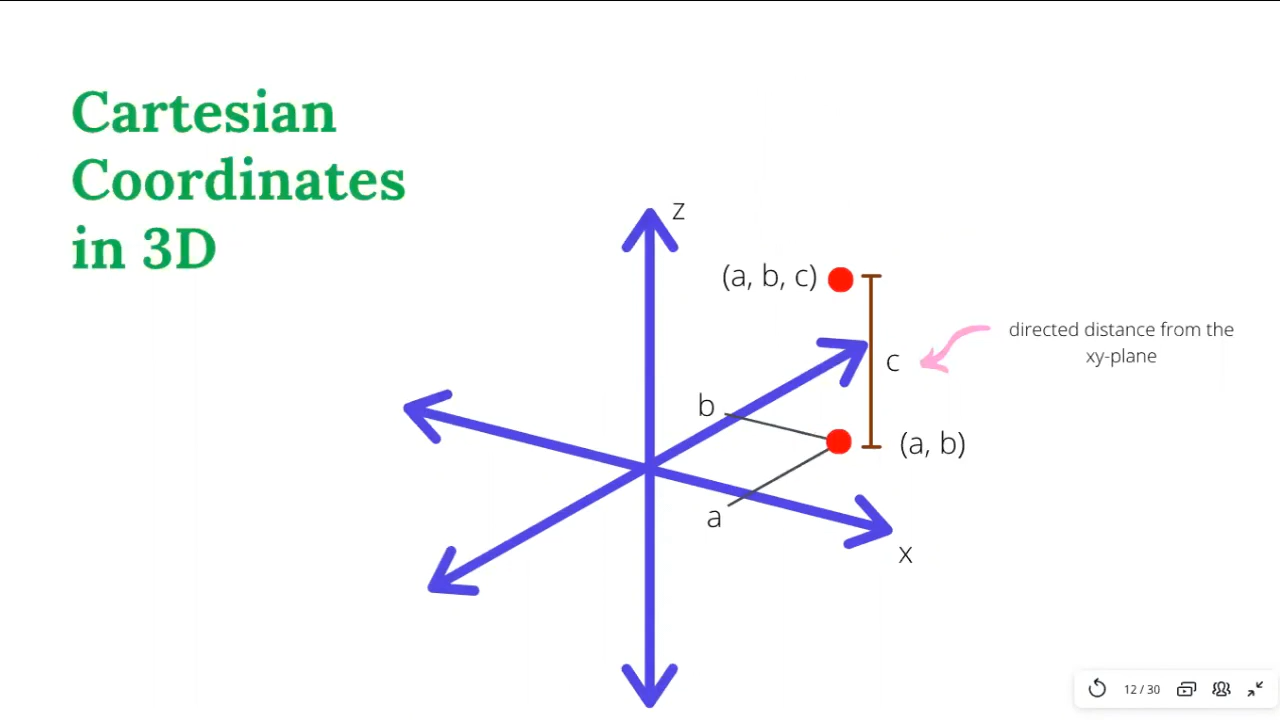 Cartesian
Coordinates
in 3D
z
(a, b, c)
directed distance from the
xy-plane
c
b
(a, b)
a
x
12 / 30